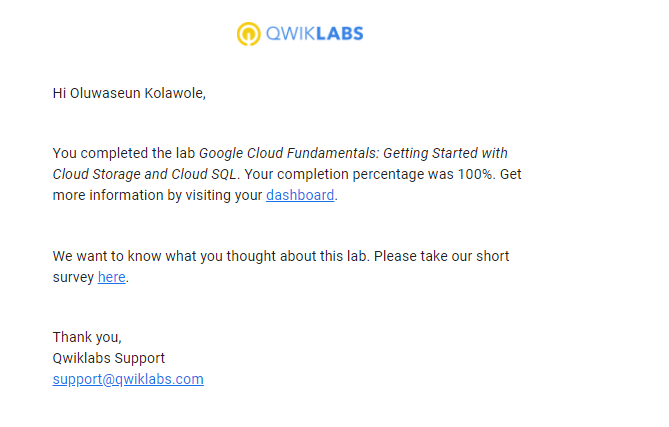 QWIKLABS
Hi Oluwaseun Kolawole,
You completed the lab Google Cloud Fundamentals: Getting Started with
Cloud Storage and Cloud SQL. Your completion percentage was 100%. Get
more information by visiting your dashboard.
We want to know what you thought about this lab. Please take our short
survey here.
Thank you,
Qwiklabs Support
support@qwiklabs.com